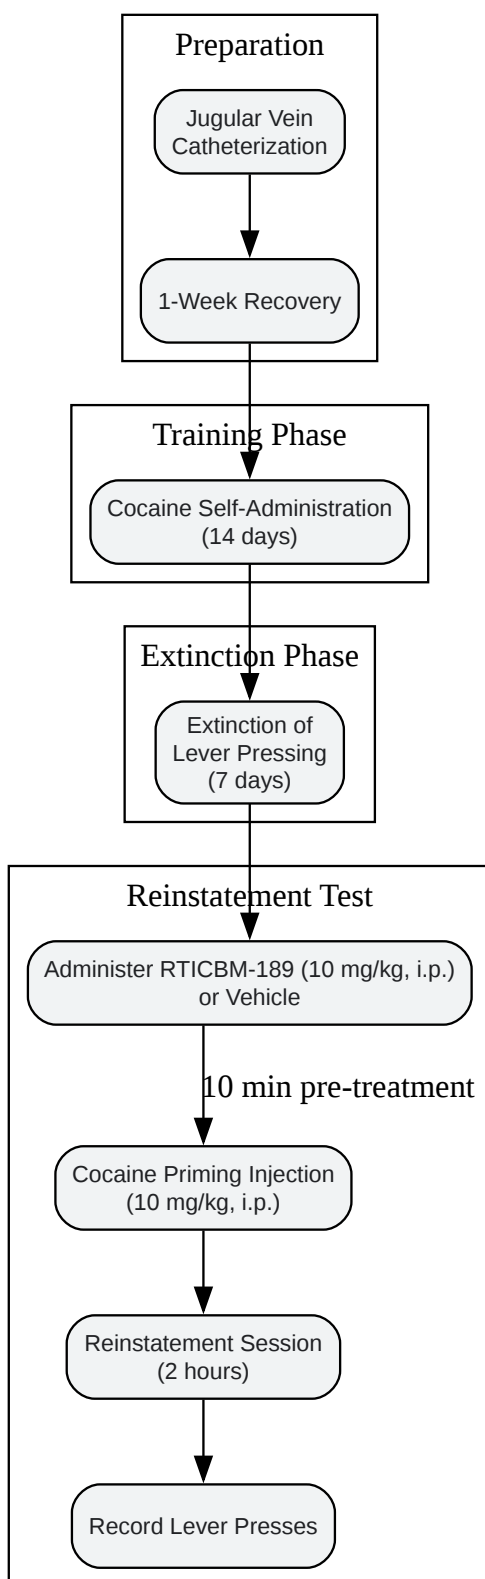 Preparation
Jugular Vein
Catheterization
1-Week Recovery
Training Phase
Cocaine Self-Administration
(14 days)
Extinction Phase
Extinction of
Lever Pressing
(7 days)
Reinstatement Test
Administer RTICBM-189 (10 mg/kg, i.p.)
or Vehicle
10 min pre-treatment
Cocaine Priming Injection
(10 mg/kg, i.p.)
Reinstatement Session
(2 hours)
Record Lever Presses